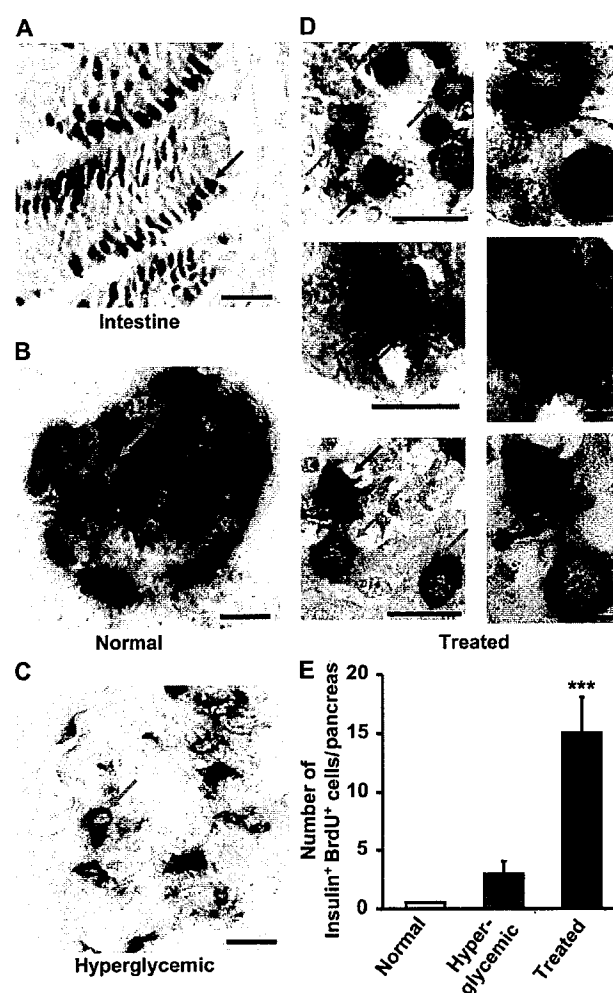 A
Intestine
B
Normal
C
Hyperglycemic
D
Treated
E
Number of
Insulin⁺ BrdU⁺ cells/pancreas
20
15
10
5
0
***
Normal
Hyper-
glycemic
Treated